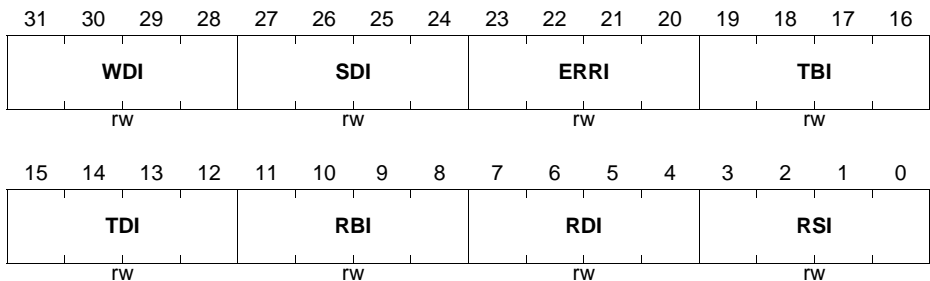 31 30 29 28 27 26 25 24 23 22 21 20 19 18 17 16
WDI SDI ERRI TBI
rw rw rw rw
15 14 13 12 11 10 9 8 7 6 5 4 3 2 1 0
TDI RBI RDI RSI
rw rw rw rw